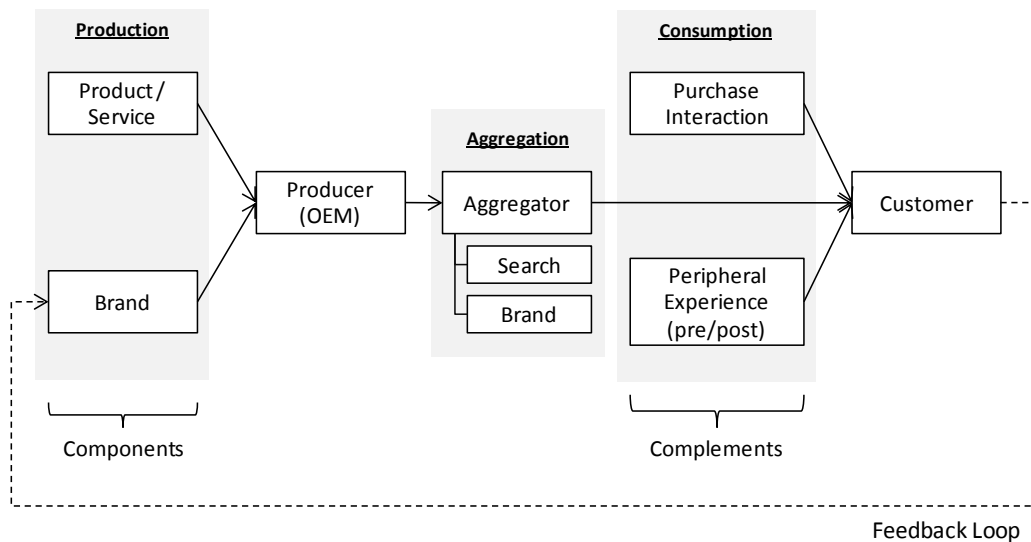 Production
Product /
Service
Brand
Components
Producer
(OEM)
Aggregation
Aggregator
Search
Brand
Consumption
Purchase
Interaction
Peripheral
Experience
(pre/post)
Complements
Customer
Feedback Loop